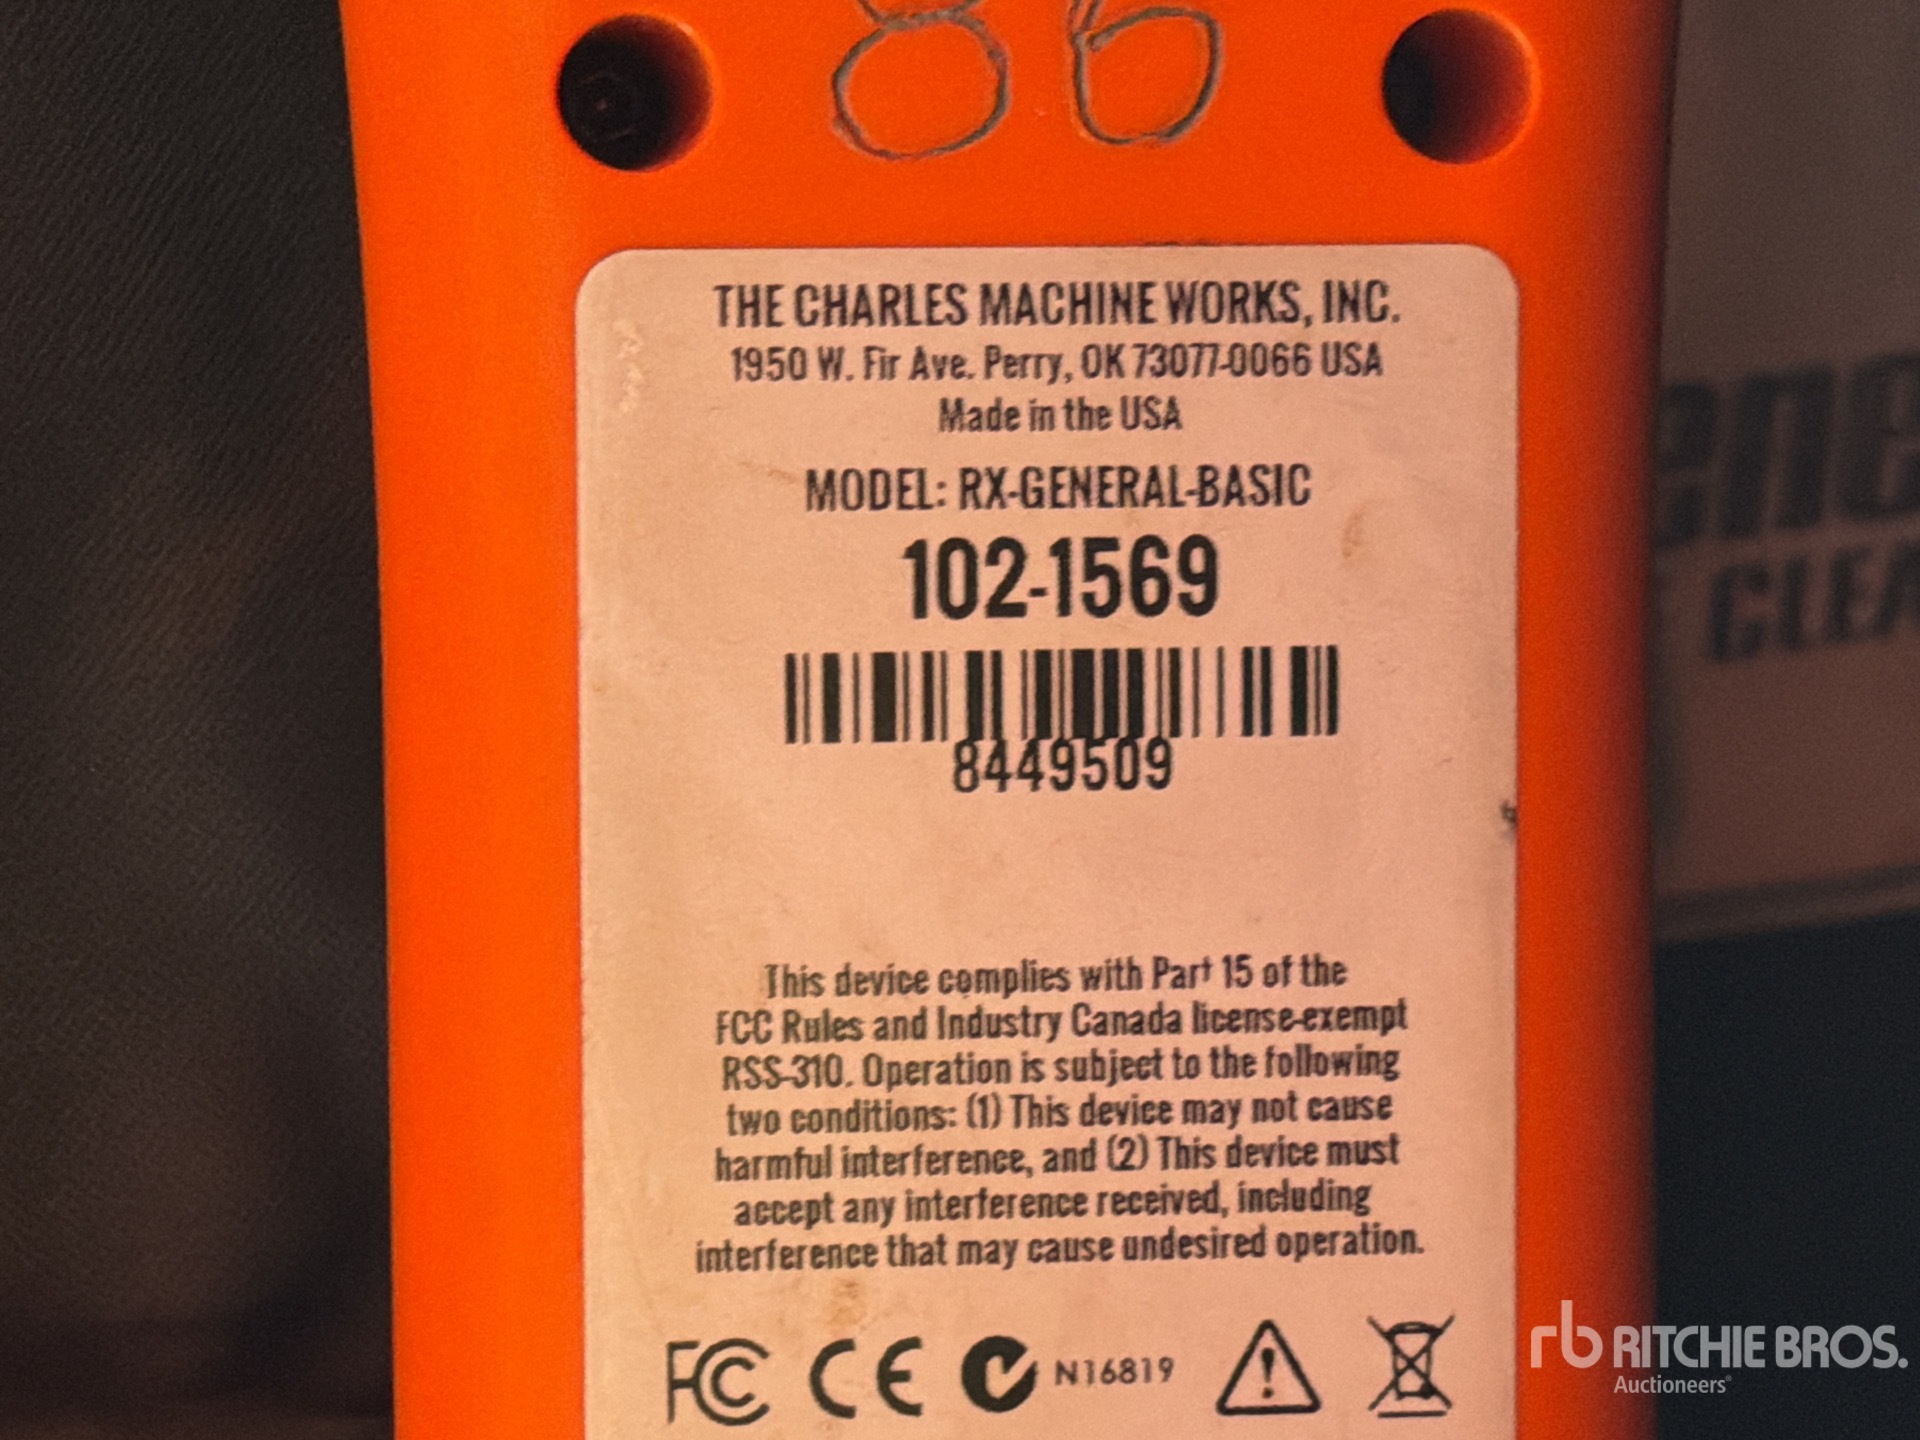 86
THE CHARLES MACHINE WORKS, INC.
1950 W. Fir Ave. Perry, OK 73077-0066 USA
Made in the USA
MODEL: RX-GENERAL-BASIC
102-1569
8449509
This device complies with Part 15 of the
FCC Rules and Industry Canada license-exempt
RSS-310. Operation is subject to the following
two conditions: (1) This device may not cause
harmful interference, and (2) This device must
accept any interference received, including
interference that may cause undesired operation.
FC CE N16819
rb RITCHIE BROS.
Auctioneers